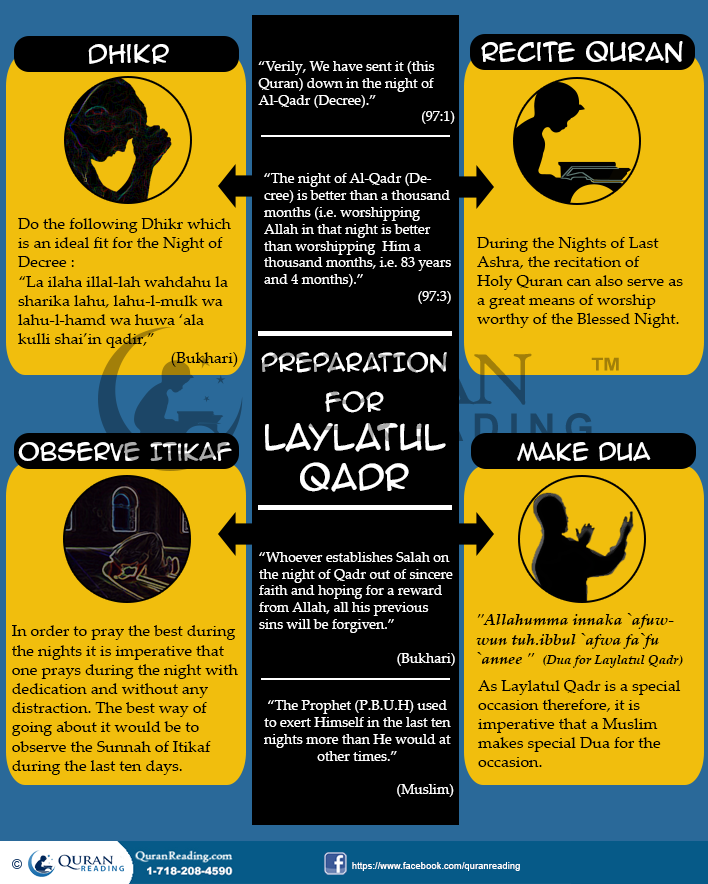 DHIKR
Do the following Dhikr which
is an ideal fit for the Night of
Decree :
“La ilaha illal-lah wahdahu la
sharika lahu, lahu-l-mulk wa
lahu-l-hamd wa huwa ‘ala
kulli shai’in qadir,”
(Bukhari)
OBSERVE ITIKAF
In order to pray the best during
the nights it is imperative that
one prays during the night with
dedication and without any
distraction. The best way of
going about it would be to
observe the Sunnah of Itikaf
during the last ten days.
“Verily, We have sent it (this
Quran) down in the night of
Al-Qadr (Decree).”
(97:1)
“The night of Al-Qadr (De-
cree) is better than a thousand
months (i.e. worshipping
Allah in that night is better
than worshipping Him a
thousand months, i.e. 83 years
and 4 months).”
(97:3)
PREPARATION
FOR
LAYLATUL
QADR
“Whoever establishes Salah on
the night of Qadr out of sincere
faith and hoping for a reward
from Allah, all his previous
sins will be forgiven.”
(Bukhari)
“The Prophet (P.B.U.H) used
to exert Himself in the last ten
nights more than He would at
other times.”
(Muslim)
RECITE QURAN
During the Nights of Last
Ashra, the recitation of
Holy Quran can also serve as
a great means of worship
worthy of the Blessed Night.
TM
MAKE DUA
"Allahumma innaka `afuw-
wun tuh.ibbul `afwa fa`fu
`annee " (Dua for Laylatul Qadr)
As Laylatul Qadr is a special
occasion therefore, it is
imperative that a Muslim
makes special Dua for the
occasion.
© QURAN
READING
QuranReading.com
1-718-208-4590
https://www.facebook.com/quranreading